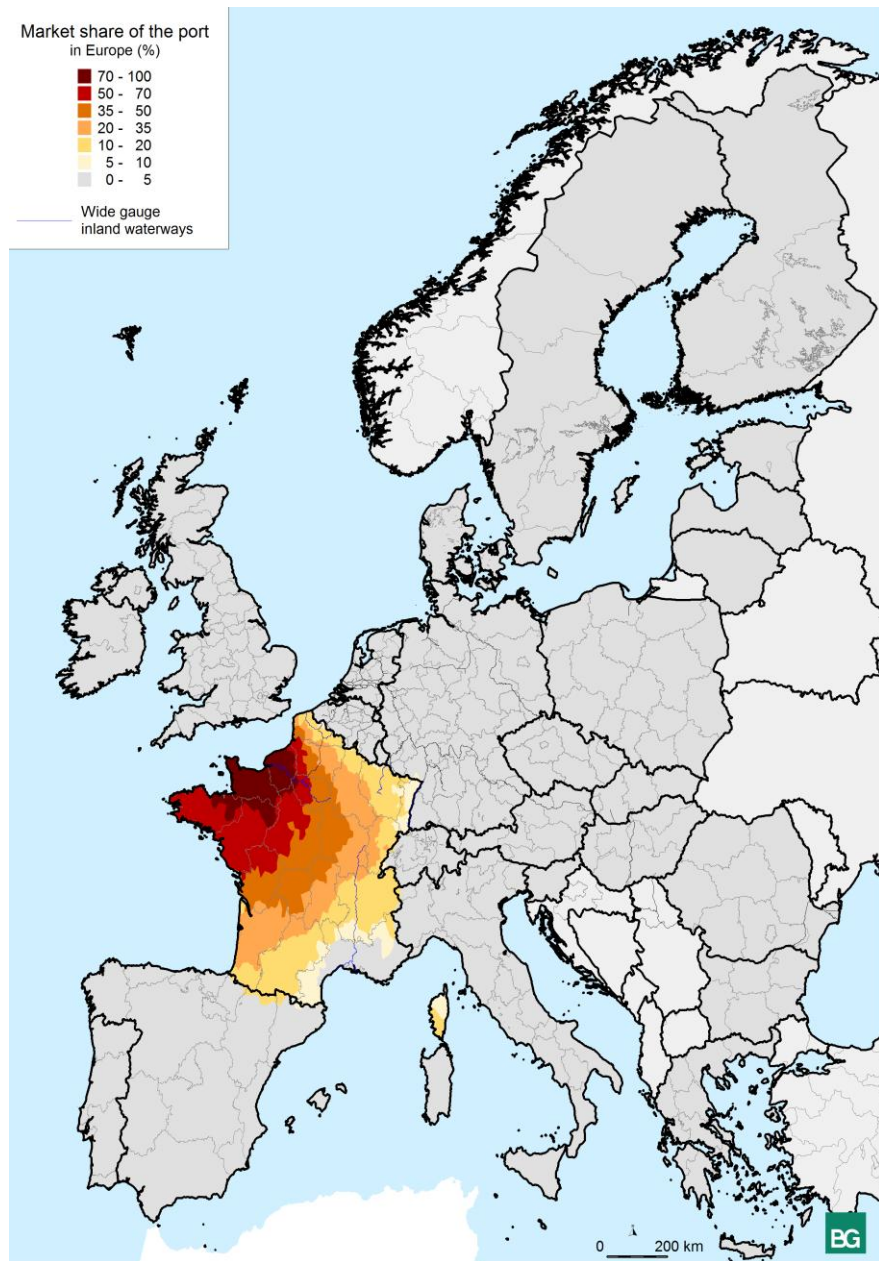 Market share of the port
in Europe (%)
70 - 100
50 - 70
35 - 50
20 - 35
10 - 20
5 - 10
0 - 5
Wide gauge
inland waterways
0 200 km
BG